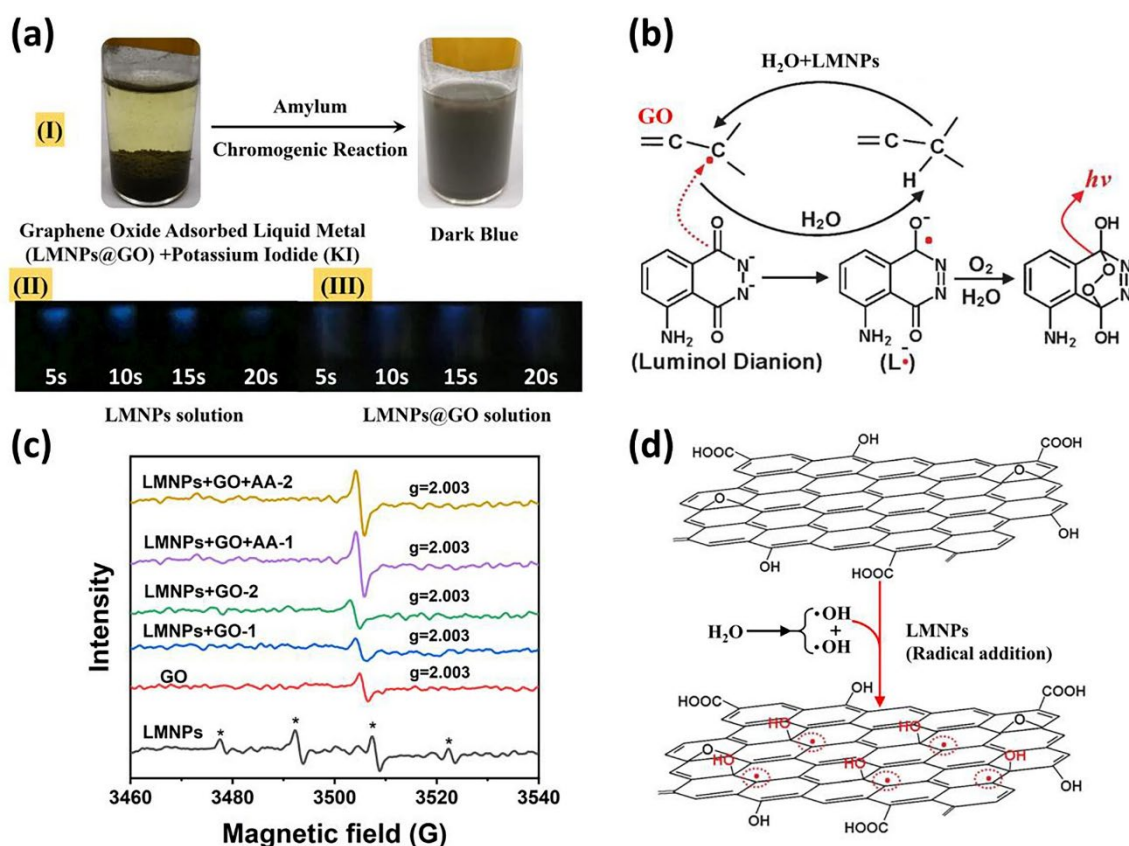 (a)
(I)
Amylum
Chromogenic Reaction
Graphene Oxide Adsorbed Liquid Metal
(LMNPs@GO) +Potassium Iodide (KI)
Dark Blue
(II)
(III)
5s 10s 15s 20s 5s 10s 15s 20s
LMNPs solution
LMNPs@GO solution
(b)
H₂O+LMNPs
GO
C
C
H
H₂O
hν
O
N⁻
N⁻
O
NH₂
(Luminol Dianion)
O⁻
N
N
O
NH₂
(L•⁻)
O₂
H₂O
OH
O
O
N
N
OH
NH₂
(c)
LMNPs+GO+AA-2
g=2.003
LMNPs+GO+AA-1
g=2.003
LMNPs+GO-2
g=2.003
LMNPs+GO-1
g=2.003
GO
g=2.003
LMNPs
* * * *
Intensity
3460 3480 3500 3520 3540
Magnetic field (G)
(d)
OH
COOH
HOOC
O
O
OH
OH
HOOC
H₂O
•OH
+
•OH
LMNPs
(Radical addition)
OH
COOH
HOOC
HO
HO
O
O
HO
HO
OH
OH
OH
HOOC